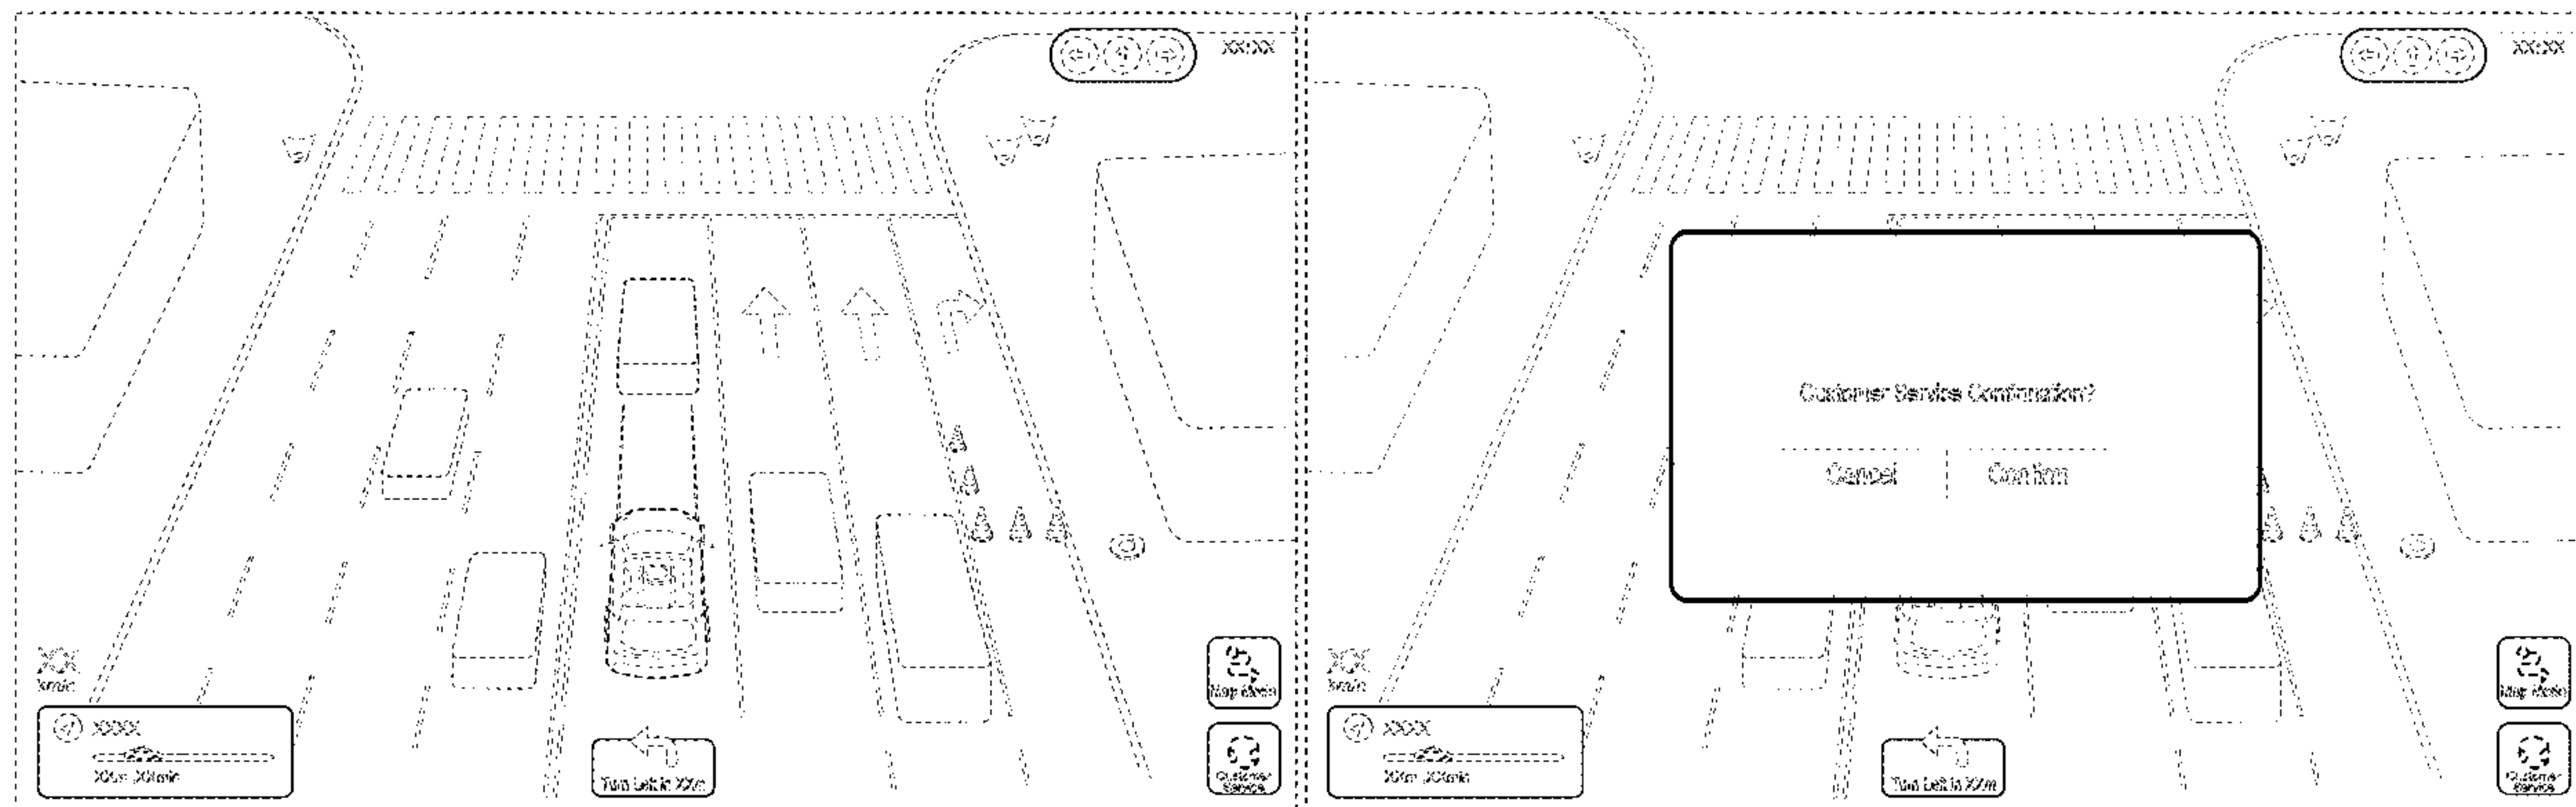 XX:XX
XX
km/h
XXXX
XXm ,XXmin
Turn Left in XXm
Map Mode
Customer
Service
XX:XX
Customer Service Confirmation?
Cancel
Confirm
XX
km/h
XXXX
XXm ,XXmin
Turn Left in XXm
Map Mode
Customer
Service